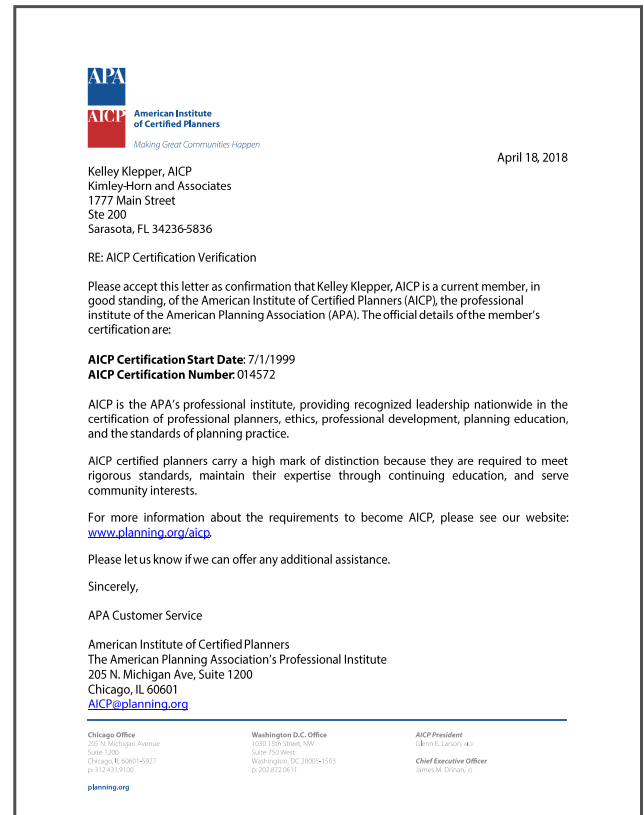 APA
AICP
American Institute
of Certified Planners
Making Great Communities Happen
April 18, 2018
Kelley Klepper, AICP
Kimley-Horn and Associates
1777 Main Street
Ste 200
Sarasota, FL 34236-5836
RE: AICP Certification Verification
Please accept this letter as confirmation that Kelley Klepper, AICP is a current member, in
good standing, of the American Institute of Certified Planners (AICP), the professional
institute of the American Planning Association (APA). The official details of the member's
certification are:
AICP Certification Start Date: 7/1/1999
AICP Certification Number: 014572
AICP is the APA's professional institute, providing recognized leadership nationwide in the
certification of professional planners, ethics, professional development, planning education,
and the standards of planning practice.
AICP certified planners carry a high mark of distinction because they are required to meet
rigorous standards, maintain their expertise through continuing education, and serve
community interests.
For more information about the requirements to become AICP, please see our website:
www.planning.org/aicp.
Please let us know if we can offer any additional assistance.
Sincerely,
APA Customer Service
American Institute of Certified Planners
The American Planning Association's Professional Institute
205 N. Michigan Ave, Suite 1200
Chicago, IL 60601
AICP@planning.org
Chicago Office
205 N. Michigan Avenue
Suite 1200
Chicago, IL 60601-5927
p: 312.431.9100
planning.org
Washington D.C. Office
1030 15th Street, NW
Suite 750 West
Washington, DC 20005-1503
p: 202.872.0611
AICP President
Glenn E. Larson, AICP
Chief Executive Officer
James M. Drinan, JD